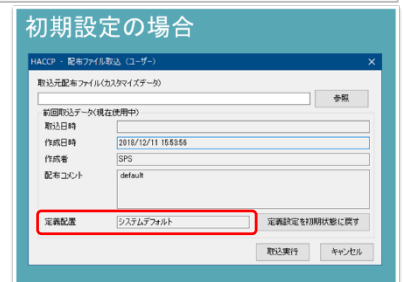 初期設定の場合
HACCP - 配布ファイル取込（ユーザー）
取込元配布ファイル(カスタマイズデータ)
参照
前回取込データ(現在使用中)
取込日時
作成日時 2018/12/11 15:53:56
作成者 SPS
配布コメント default
定義配置 システムデフォルト 定義設定を初期状態に戻す
取込実行 キャンセル